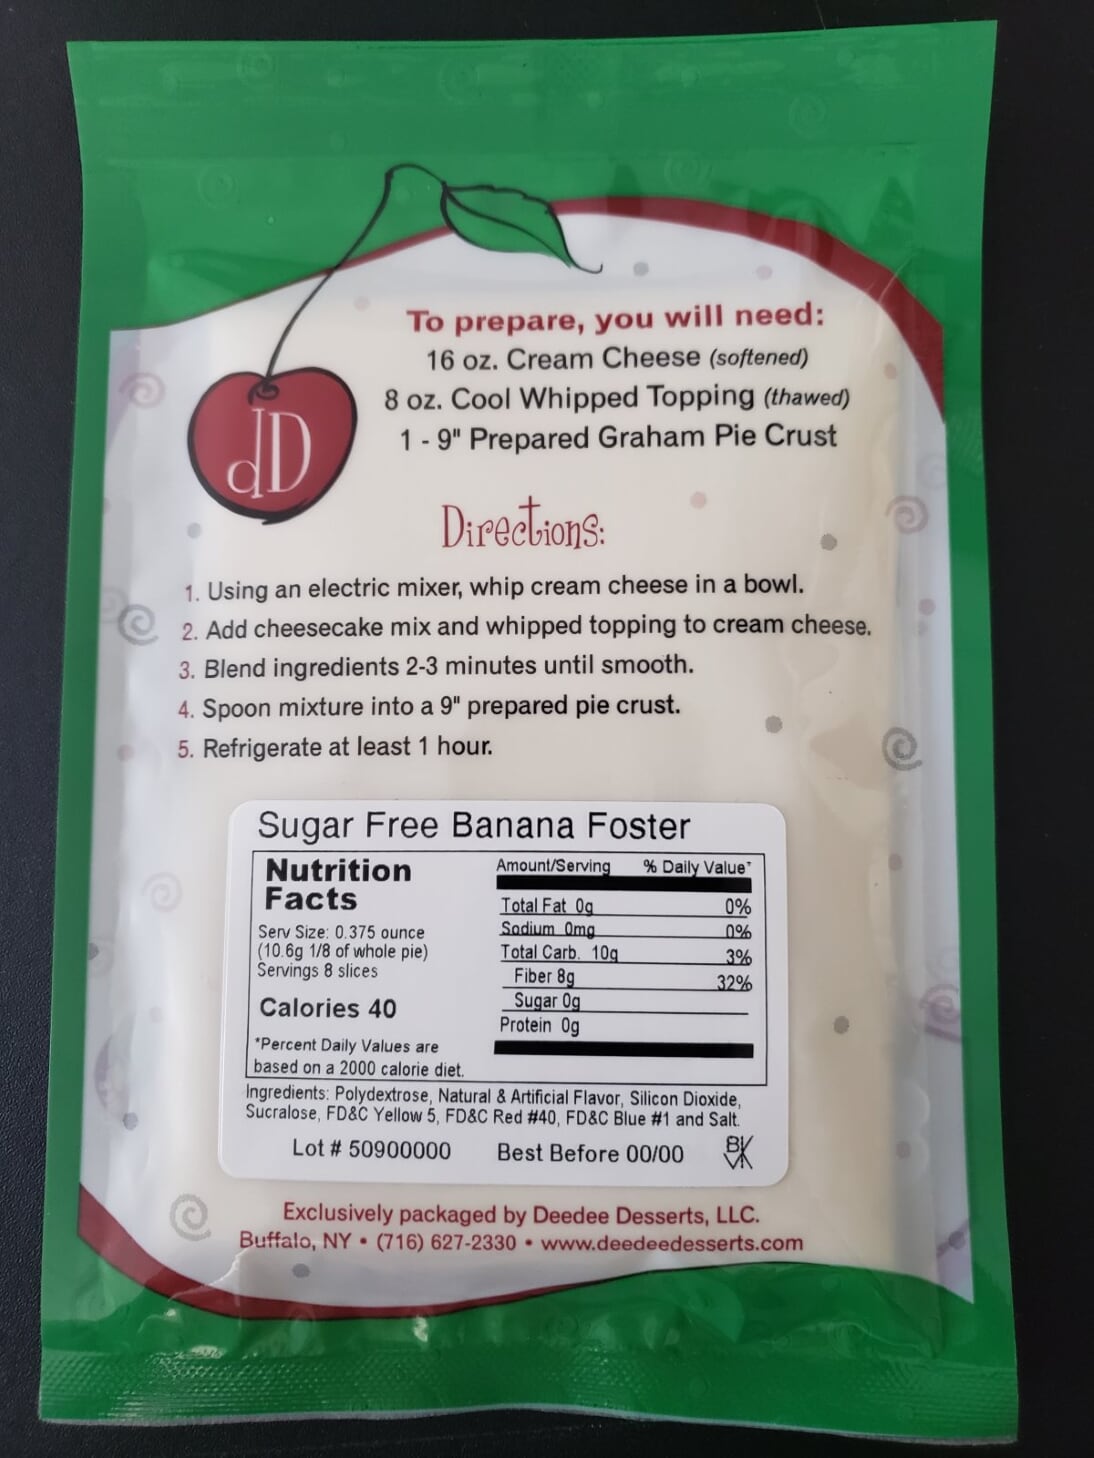 To prepare, you will need:
16 oz. Cream Cheese (softened)
8 oz. Cool Whipped Topping (thawed)
1 - 9" Prepared Graham Pie Crust
dD
Directions:
1. Using an electric mixer, whip cream cheese in a bowl.
2. Add cheesecake mix and whipped topping to cream cheese.
3. Blend ingredients 2-3 minutes until smooth.
4. Spoon mixture into a 9" prepared pie crust.
5. Refrigerate at least 1 hour.
Sugar Free Banana Foster
Nutrition
Facts
Serv Size: 0.375 ounce
(10.6g 1/8 of whole pie)
Servings 8 slices
Calories 40
*Percent Daily Values are
based on a 2000 calorie diet.
Amount/Serving % Daily Value*
Total Fat 0g 0%
Sodium 0mg 0%
Total Carb. 10g 3%
Fiber 8g 32%
Sugar 0g
Protein 0g
Ingredients: Polydextrose, Natural & Artificial Flavor, Silicon Dioxide,
Sucralose, FD&C Yellow 5, FD&C Red #40, FD&C Blue #1 and Salt.
Lot # 50900000 Best Before 00/00
Exclusively packaged by Deedee Desserts, LLC.
Buffalo, NY • (716) 627-2330 • www.deedeedesserts.com